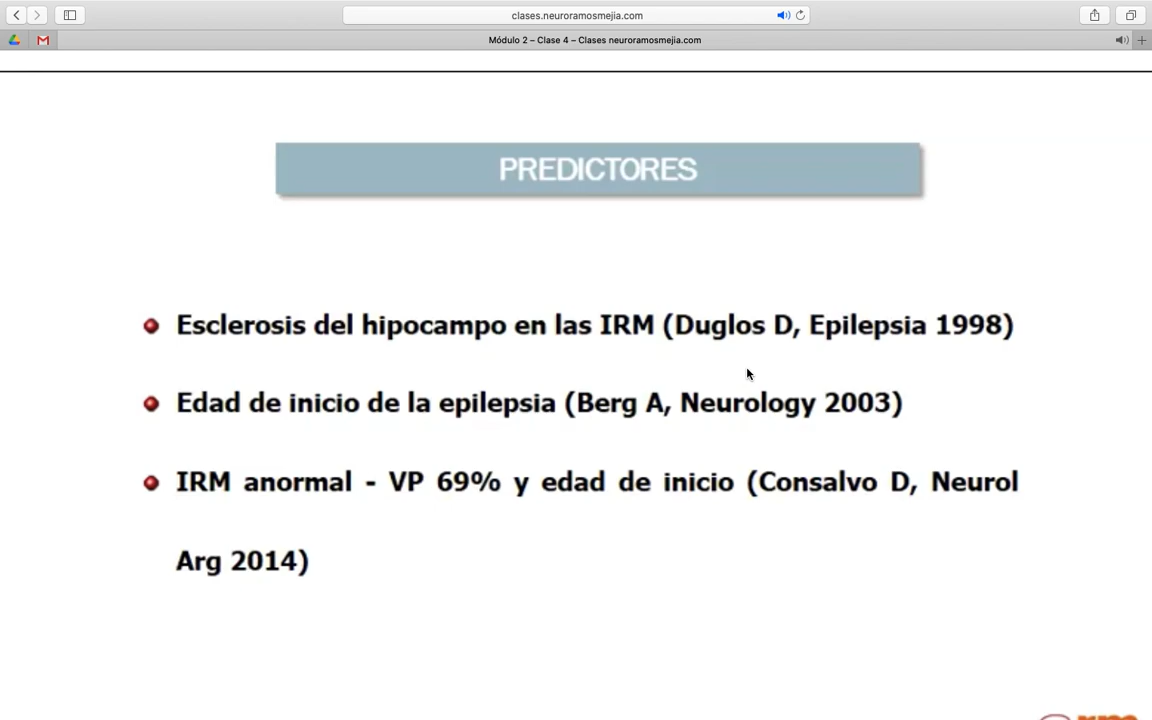 clases.neuroramosmejia.com
Módulo 2 – Clase 4 – Clases neuroramosmejia.com
PREDICTORES
Esclerosis del hipocampo en las IRM (Duglos D, Epilepsia 1998)
Edad de inicio de la epilepsia (Berg A, Neurology 2003)
IRM anormal - VP 69% y edad de inicio (Consalvo D, Neurol
Arg 2014)